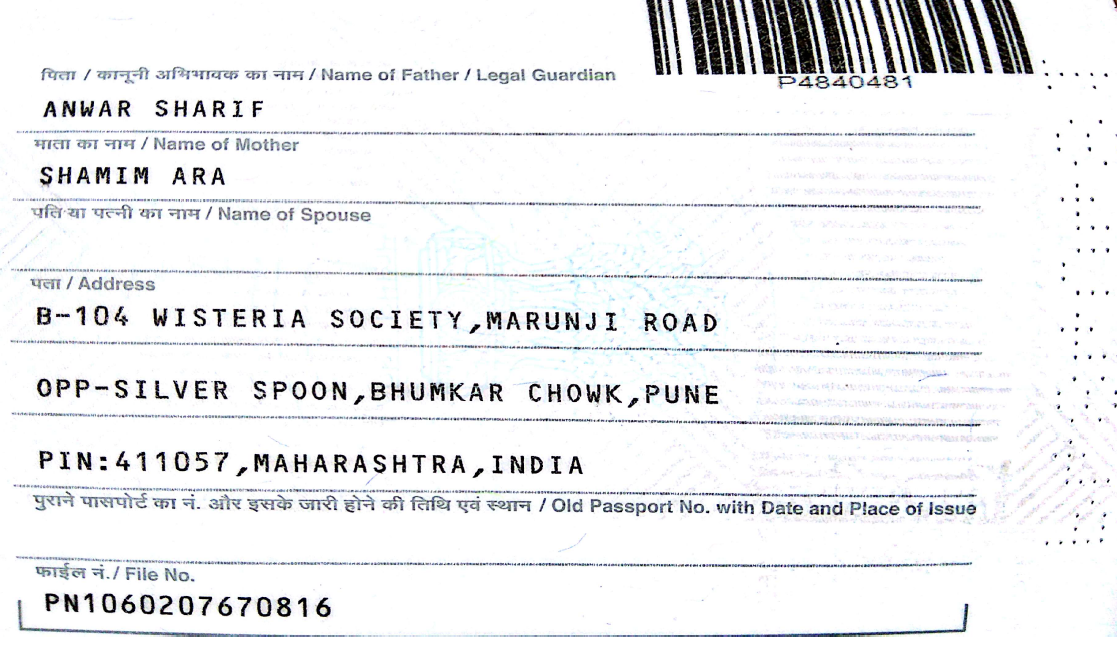 P4840481
पिता / कानूनी अभिभावक का नाम / Name of Father / Legal Guardian
ANWAR SHARIF
माता का नाम / Name of Mother
SHAMIM ARA
पति या पत्नी का नाम / Name of Spouse
पता / Address
B-104 WISTERIA SOCIETY,MARUNJI ROAD
OPP-SILVER SPOON,BHUMKAR CHOWK,PUNE
PIN:411057,MAHARASHTRA,INDIA
पुराने पासपोर्ट का नं. और इसके जारी होने की तिथि एवं स्थान / Old Passport No. with Date and Place of Issue
फाईल नं./ File No.
PN1060207670816